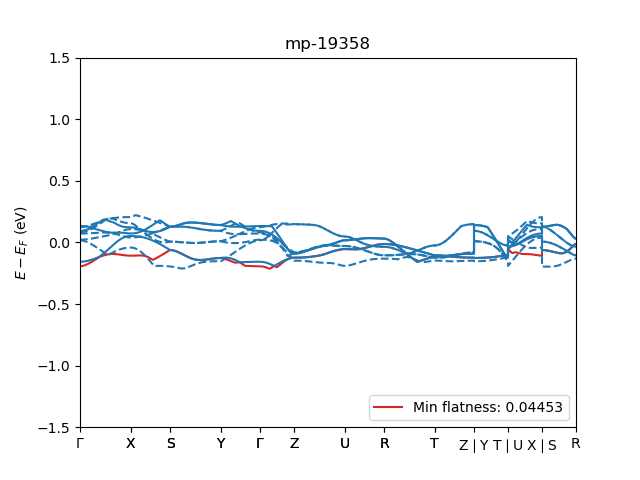 mp-19358
1.5
1.0
0.5
0.0
−0.5
−1.0
−1.5
E − E_F (eV)
Min flatness: 0.04453
Γ X S Y Γ Z U R T Z | Y T | U X | S R